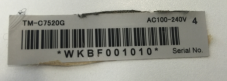 TM-C7520G AC100-240V 4
*WKBF001010*
Serial No.